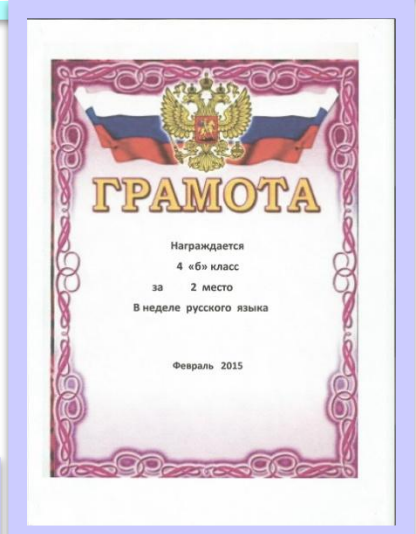 ГРАМОТА
Награждается
4 «б» класс
за 2 место
В неделе русского языка
Февраль 2015